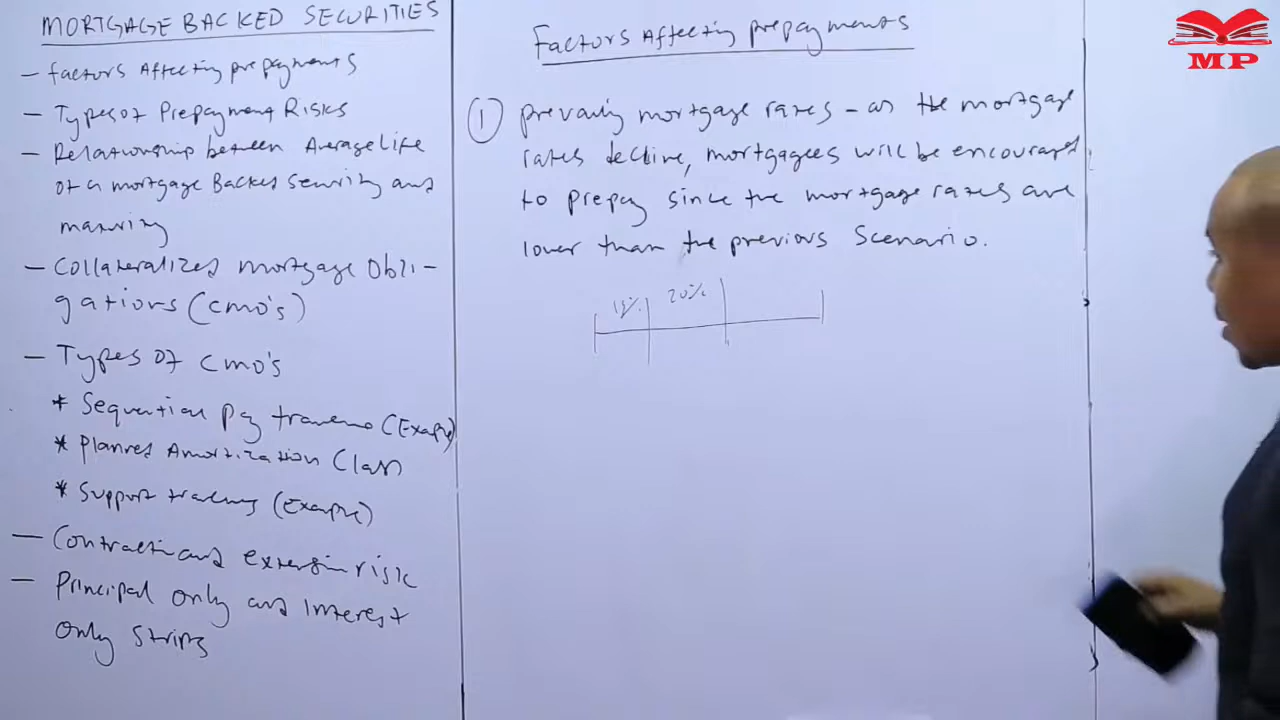 MORTGAGE BACKED SECURITIES
- factors Affecting prepayments
- Types of Prepayment Risks
- Relationship between Average Life
of a mortgage Backed Security and
maturity
- Collateralized mortgage Obli-
gations (cmo's)
- Types of cmo's
* Sequential pay tranches (Example)
* Planned Amortization Class
* Support tranches (Example)
- Contraction and extension risk
- Principal only and interest
only Strips
Factors Affecting prepayments
① prevailing mortgage rates - as the mortgage
rates decline, mortgagees will be encouraged
to prepay since the mortgage rates are
lower than the previous Scenario.
20%
MP